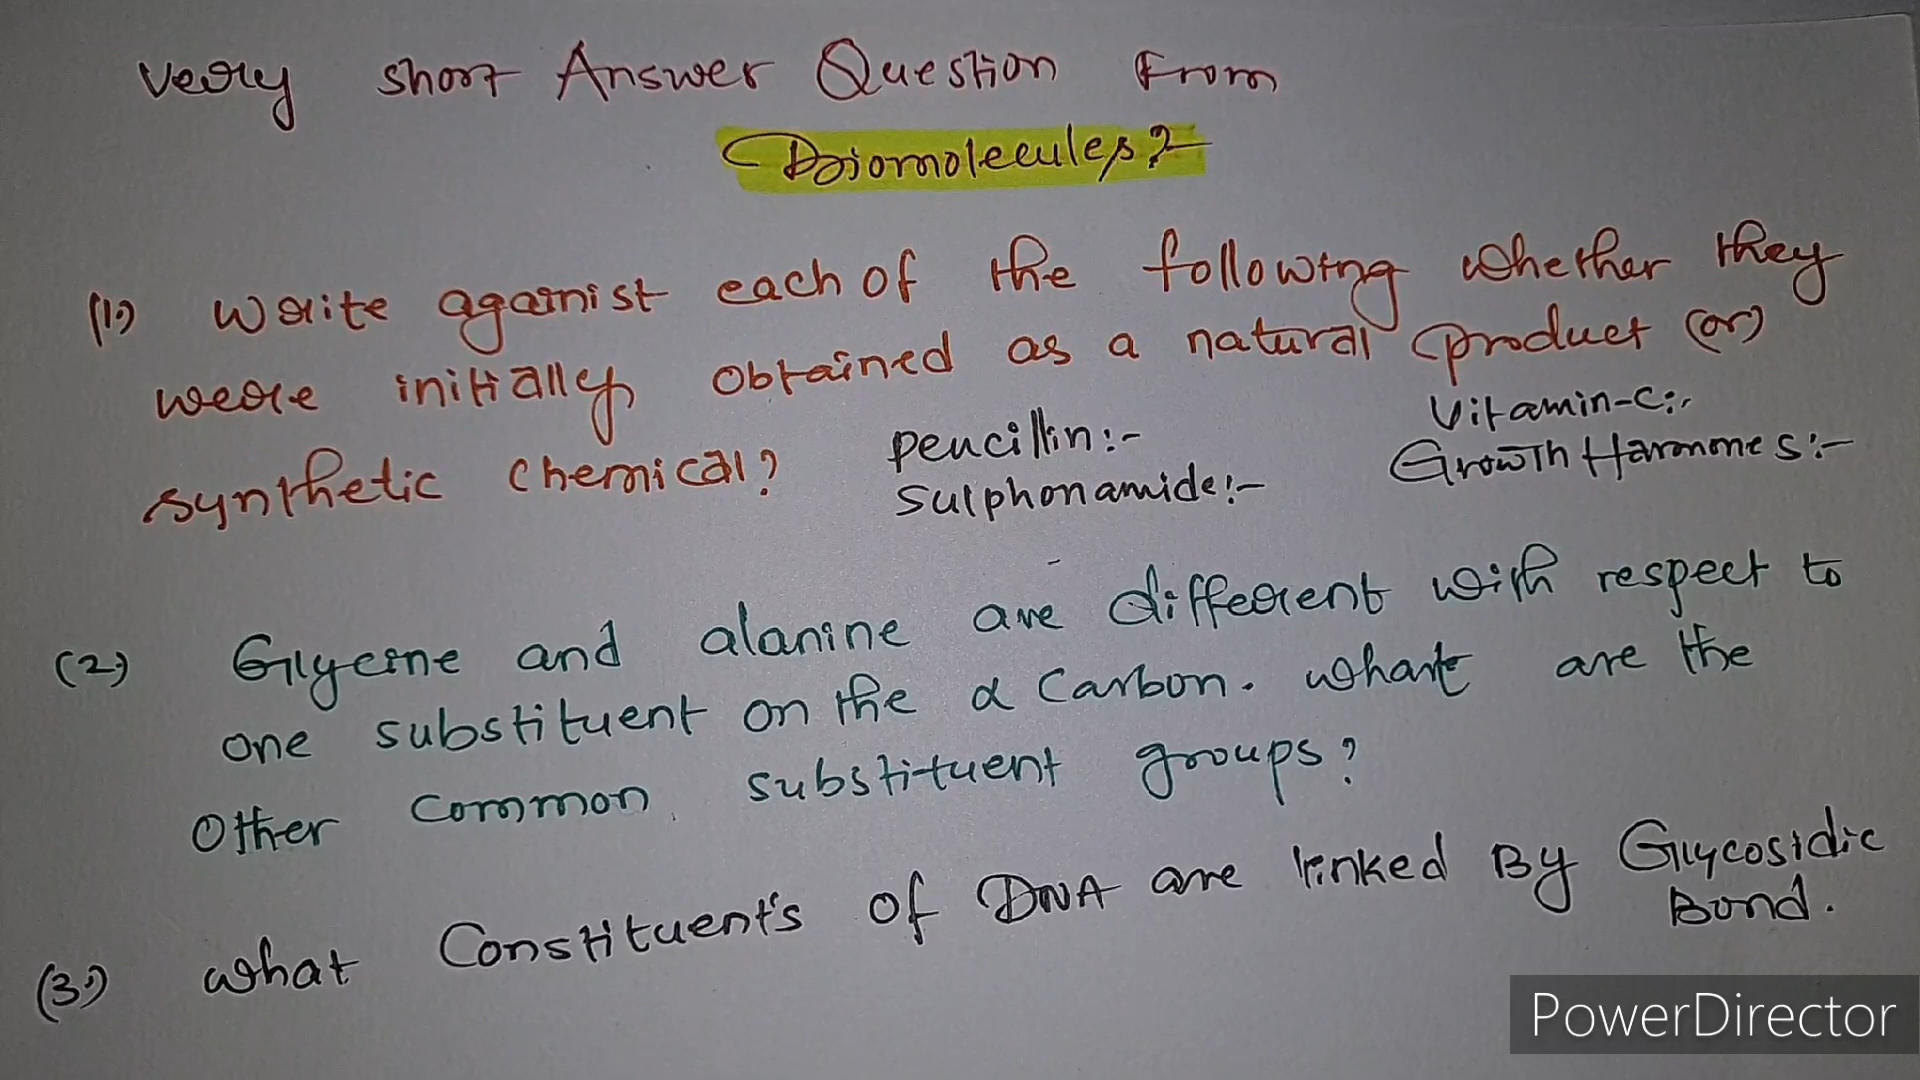 Veory short Answer Question From
Biomolecules?
(1.) Write against each of the following whether they
were initially obtained as a natural product (or)
synthetic chemical?
Pencillin:-
Sulphonamide:-
Vitamin-C:-
Growth Harmones:-
(2.) Glycine and alanine are different with respect to
one substituent on the α Carbon. what are the
Other common substituent groups?
(3.) what Constituent's of DNA are linked By Glycosidic
Bond.
PowerDirector